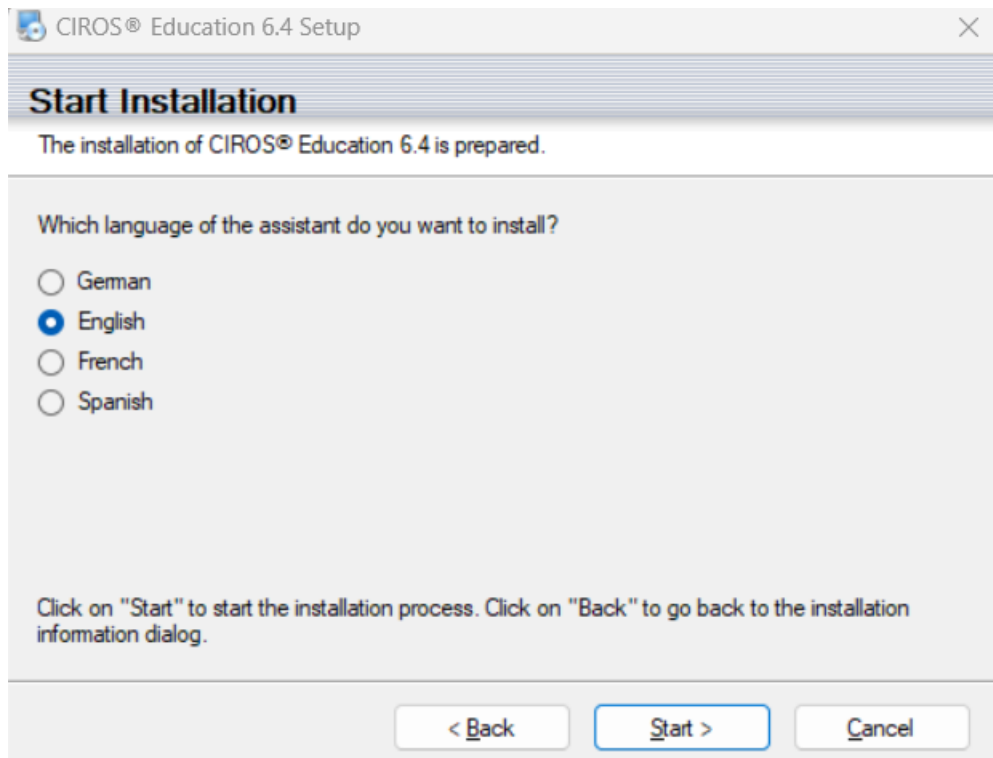 CIROS® Education 6.4 Setup
Start Installation
The installation of CIROS® Education 6.4 is prepared.
Which language of the assistant do you want to install?
German
English
French
Spanish
Click on "Start" to start the installation process. Click on "Back" to go back to the installation
information dialog.
< Back
Start >
Cancel